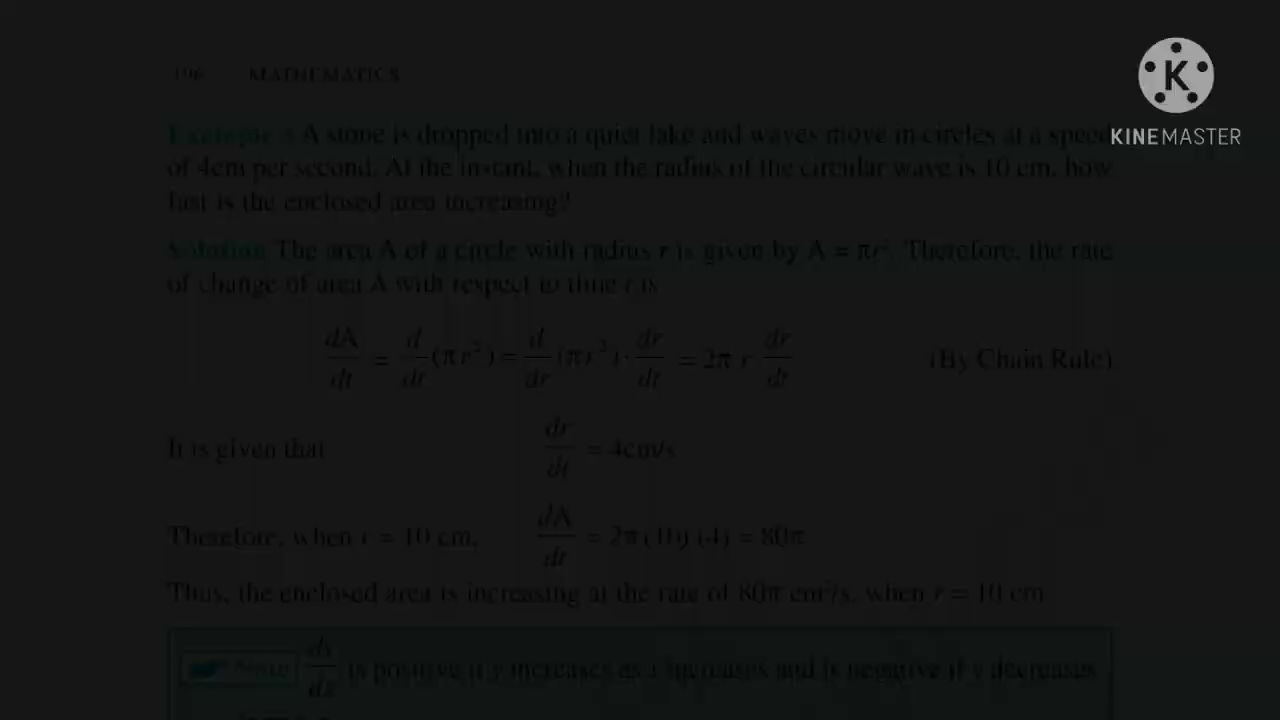 196 MATHEMATICS
KINEMASTER
Example 3 A stone is dropped into a quiet lake and waves move in circles at a speed
of 4cm per second. At the instant, when the radius of the circular wave is 10 cm, how
fast is the enclosed area increasing?
Solution The area A of a circle with radius r is given by A = πr². Therefore, the rate
of change of area A with respect to time t is
dA/dt = d/dt (π r²) = d/dr (π r²) · dr/dt = 2π r dr/dt (By Chain Rule)
It is given that dr/dt = 4cm/s
Therefore, when r = 10 cm, dA/dt = 2π (10) (4) = 80π
Thus, the enclosed area is increasing at the rate of 80π cm²/s, when r = 10 cm.
Note dy/dx is positive if y increases as x increases and is negative if y decreases